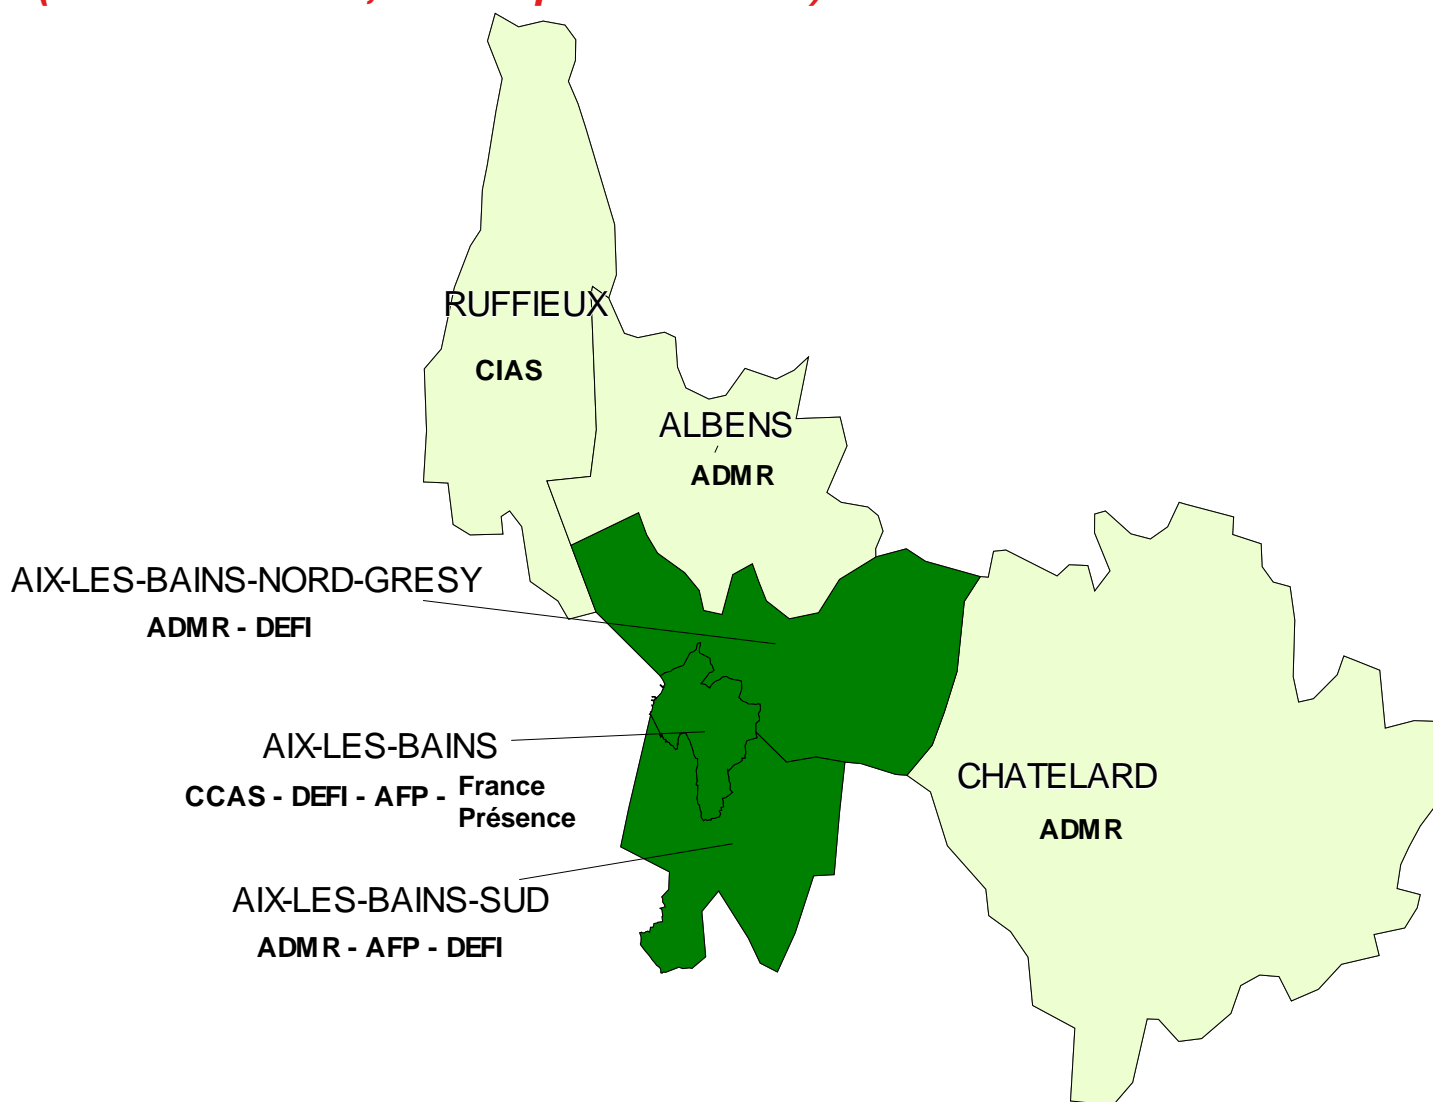 RUFFIEUX
CIAS
ALBENS
ADMR
AIX-LES-BAINS-NORD-GRESY
ADMR - DEFI
AIX-LES-BAINS
CCAS - DEFI - AFP - France
Présence
CHATELARD
ADMR
AIX-LES-BAINS-SUD
ADMR - AFP - DEFI